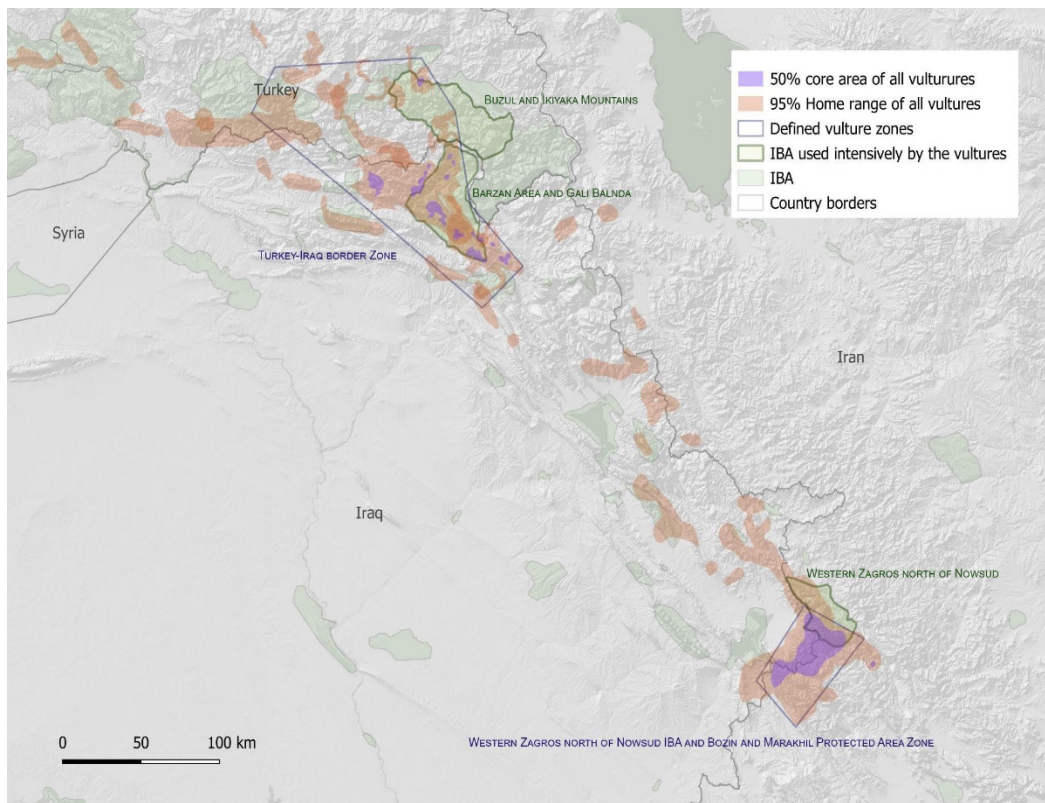 Turkey
BUZUL AND IKIYAKA MOUNTAINS
50% core area of all vulturures
95% Home range of all vultures
Defined vulture zones
IBA used intensively by the vultures
IBA
Country borders
BARZAN AREA AND GALI BALNDA
Syria
TURKEY-IRAQ BORDER ZONE
Iran
Iraq
WESTERN ZAGROS NORTH OF NOWSUD
0 50 100 km
WESTERN ZAGROS NORTH OF NOWSUD IBA AND BOZIN AND MARAKHIL PROTECTED AREA ZONE